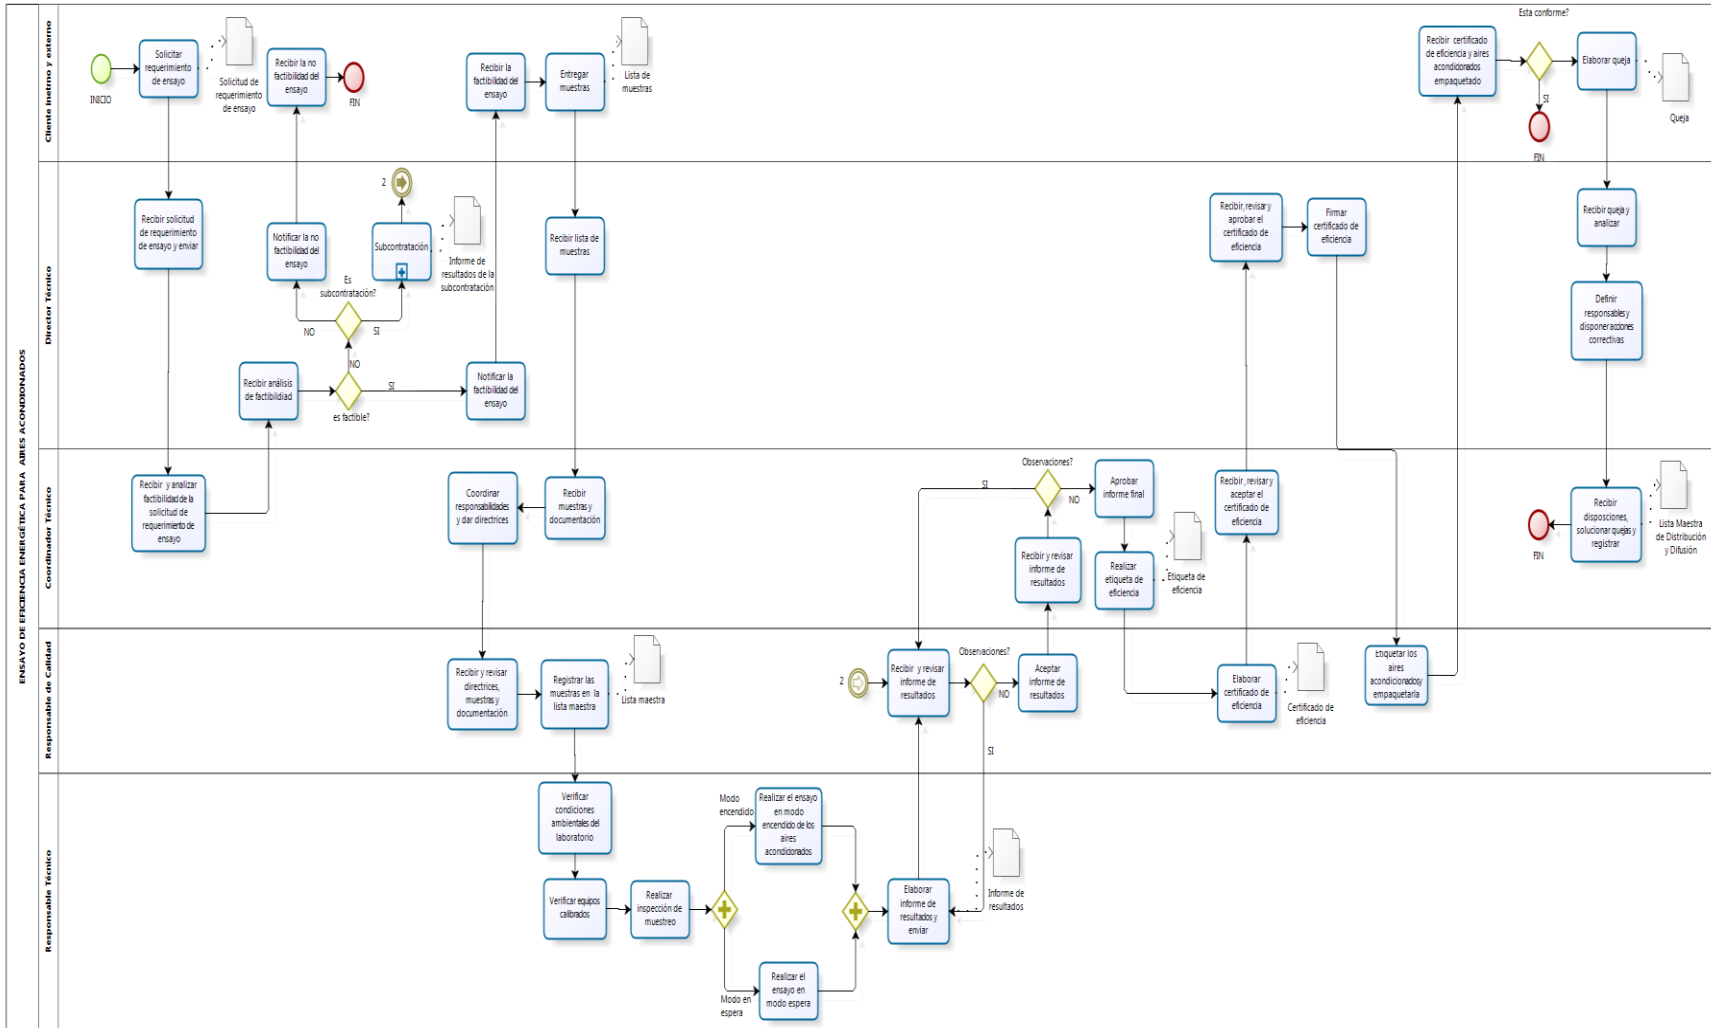 ENSAYO DE EFICIENCIA ENERGÉTICA PARA AIRES ACONDICIONADOS
Cliente inetrno y externo
INICIO
Solicitar
requerimiento
de ensayo
Solicitud de
requerimiento
de ensayo
Recibir la no
factibilidad del
ensayo
FIN
Recibir la
factibilidad del
ensayo
Entregar
muestras
Lista de
muestras
Recibir certificado
de eficiencia y aires
acondicionados
empaquetado
Esta conforme?
SI
FIN
Elaborar queja
Queja
Director Técnico
Recibir solicitud
de requerimiento
de ensayo y enviar
Notificar la no
factibilidad del
ensayo
2
Subcontratación
Informe de
resultados de la
subcontratación
Es
subcontratación?
NO
SI
NO
Recibir análisis
de factibilidad
es factible?
SI
Notificar la
factibilidad del
ensayo
Recibir lista de
muestras
Recibir, revisar y
aprobar el
certificado de
eficiencia
Firmar
certificado de
eficiencia
Recibir queja y
analizar
Definir
responsables y
disponer acciones
correctivas
Coordinador Técnico
Recibir y analizar
factibilidad de la
solicitud de
requerimiento de
ensayo
Coordinar
responsabilidades
y dar directrices
Recibir
muestras y
documentación
Observaciones?
SI
NO
Recibir y revisar
informe de
resultados
Aprobar
informe final
Realizar
etiqueta de
eficiencia
Etiqueta de
eficiencia
Recibir, revisar y
aceptar el
certificado de
eficiencia
Recibir
disposciones,
solucionar quejas y
registrar
Lista Maestra
de Distribución
y Difusión
FIN
Responsable de Calidad
Recibir y revisar
directrices,
muestras y
documentación
Registrar las
muestras en la
lista maestra
Lista maestra
2
Recibir y revisar
informe de
resultados
Observaciones?
NO
SI
Aceptar
informe de
resultados
Elaborar
certificado de
eficiencia
Certificado de
eficiencia
Etiquetar los
aires
acondicionados y
empaquetarla
Responsable Técnico
Verificar
condiciones
ambientales del
laboratorio
Verificar equipos
calibrados
Realizar
inspección de
muestreo
Modo
encendido
Realizar el ensayo
en modo
encendido de los
aires
acondicionados
Modo en
espera
Realizar el
ensayo en
modo espera
Elaborar
informe de
resultados y
enviar
Informe de
resultados